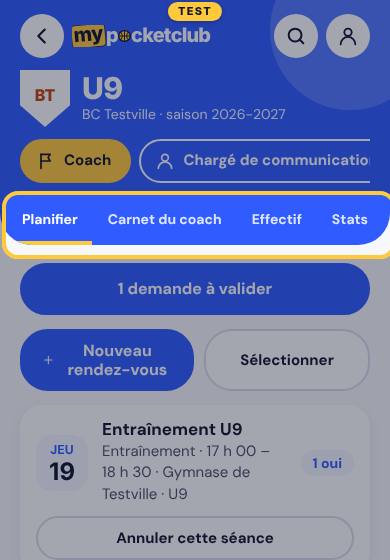 TEST
mypocketclub
BT
U9
BC Testville · saison 2026-2027
Coach
Chargé de communicatio
Planifier
Carnet du coach
Effectif
Stats
1 demande à valider
+ Nouveau
rendez-vous
Sélectionner
Entraînement U9
JEU
19
Entraînement · 17 h 00 –
18 h 30 · Gymnase de
Testville · U9
1 oui
Annuler cette séance